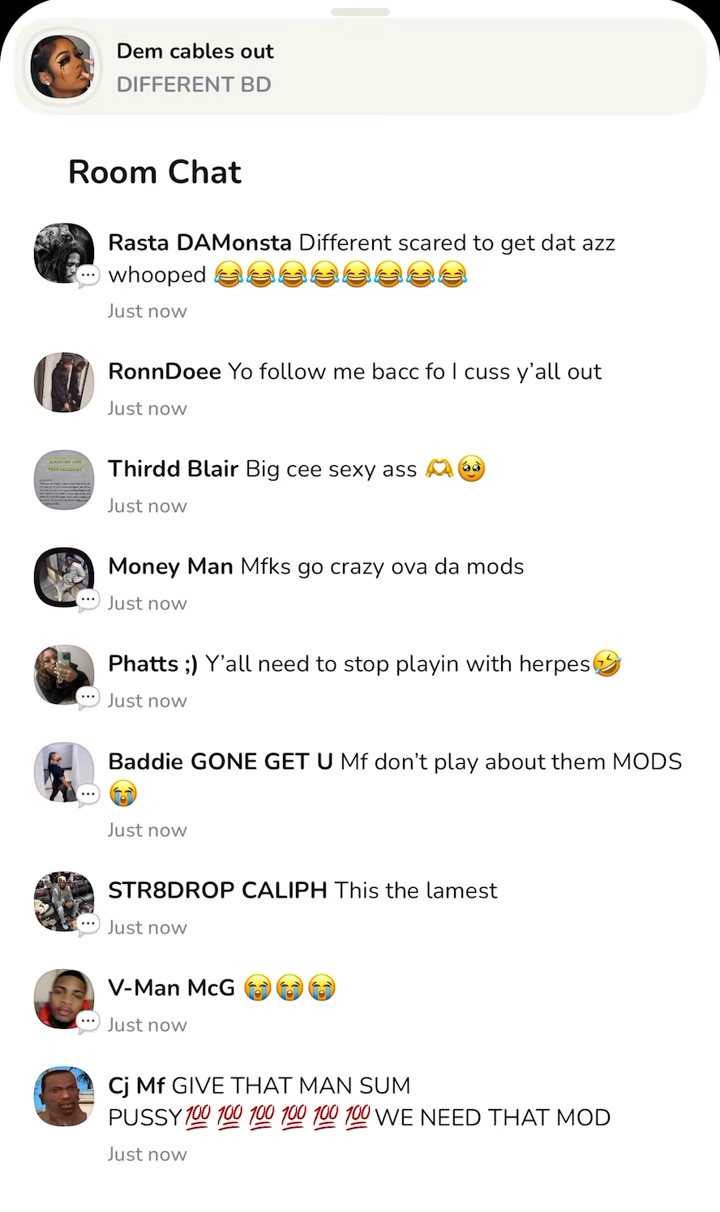 Dem cables out
DIFFERENT BD
Room Chat
Rasta DAMonsta Different scared to get dat azz
whooped 😂😂😂😂😂😂😂😂
Just now
RonnDoee Yo follow me bacc fo I cuss y’all out
Just now
Thirdd Blair Big cee sexy ass 🫶🥹
Just now
Money Man Mfks go crazy ova da mods
Just now
Phatts ;) Y’all need to stop playin with herpes🤣
Just now
Baddie GONE GET U Mf don’t play about them MODS
😭
Just now
STR8DROP CALIPH This the lamest
Just now
V-Man McG 😭😭😭
Just now
Cj Mf GIVE THAT MAN SUM
PUSSY💯💯💯💯💯💯WE NEED THAT MOD
Just now